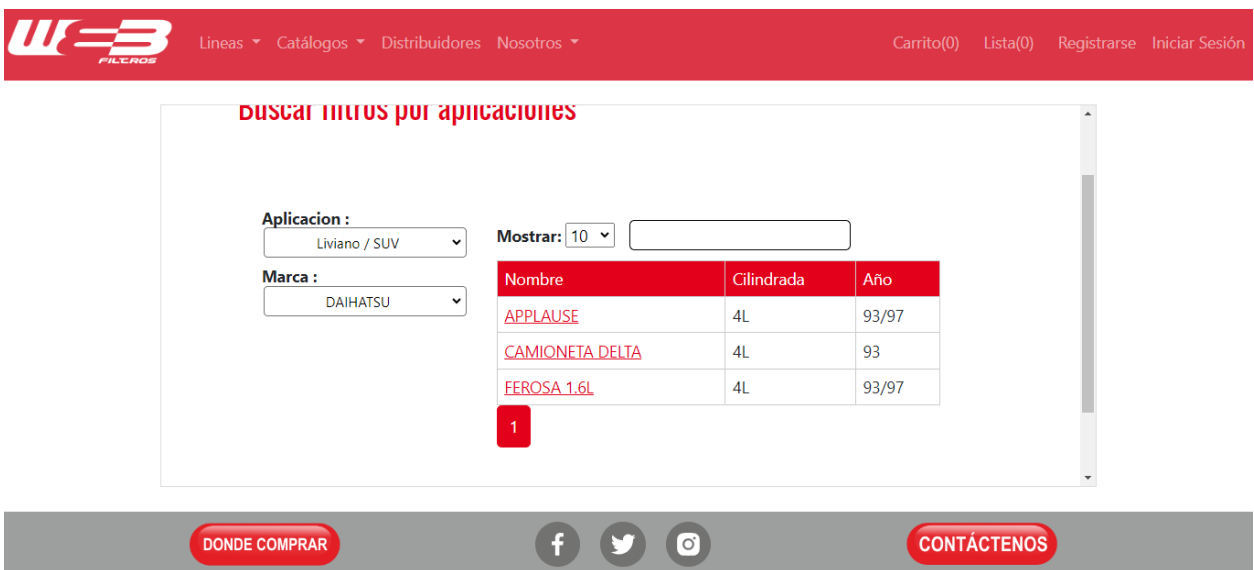 WEB
FILTROS
Lineas Catálogos Distribuidores Nosotros Carrito(0) Lista(0) Registrarse Iniciar Sesión
Buscar filtros por aplicaciones
Aplicacion :
Liviano / SUV
Marca :
DAIHATSU
Mostrar: 10
Nombre Cilindrada Año
APPLAUSE 4L 93/97
CAMIONETA DELTA 4L 93
FEROSA 1.6L 4L 93/97
1
DONDE COMPRAR
CONTÁCTENOS